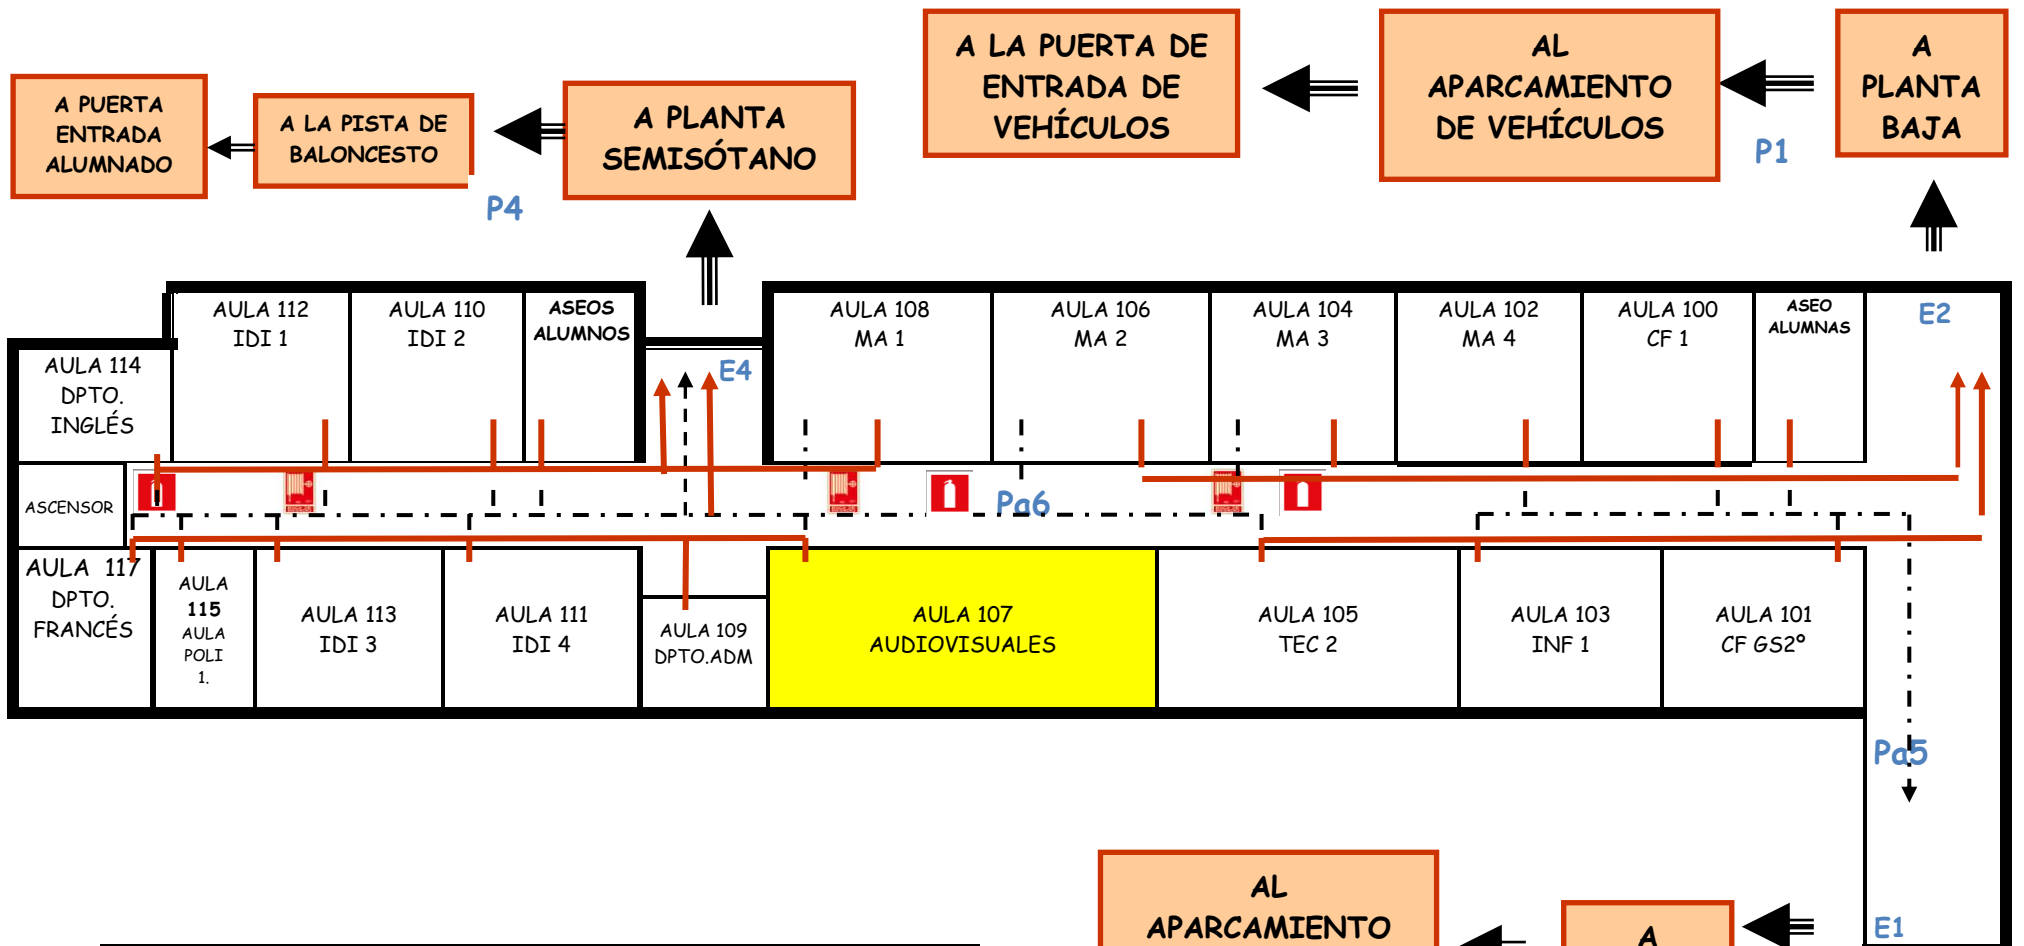 A PUERTA
ENTRADA
ALUMNADO
A LA PISTA DE
BALONCESTO
A PLANTA
SEMISÓTANO
A LA PUERTA DE
ENTRADA DE
VEHÍCULOS
AL
APARCAMIENTO
DE VEHÍCULOS
A
PLANTA
BAJA
P4
P1
AULA 112
IDI 1
AULA 110
IDI 2
ASEOS
ALUMNOS
E4
AULA 108
MA 1
AULA 106
MA 2
AULA 104
MA 3
AULA 102
MA 4
AULA 100
CF 1
ASEO
ALUMNAS
E2
AULA 114
DPTO.
INGLÉS
ASCENSOR
Pa6
AULA 117
DPTO.
FRANCÉS
AULA
115
AULA
POLI
1.
AULA 113
IDI 3
AULA 111
IDI 4
AULA 109
DPTO.ADM
AULA 107
AUDIOVISUALES
AULA 105
TEC 2
AULA 103
INF 1
AULA 101
CF GS2º
Pa5
AL
APARCAMIENTO
A
E1